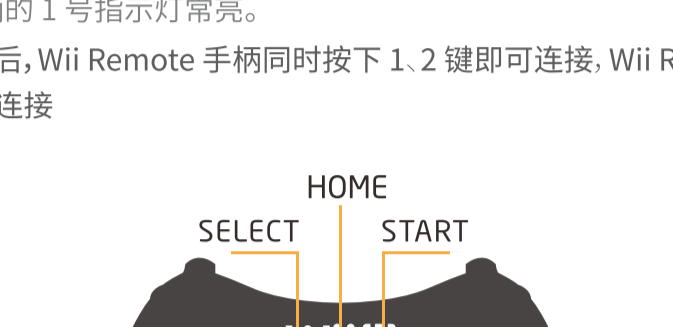 的 1 号指示灯常亮。
后，Wii Remote 手柄同时按下 1、2 键即可连接，Wii R
连接
HOME
SELECT START